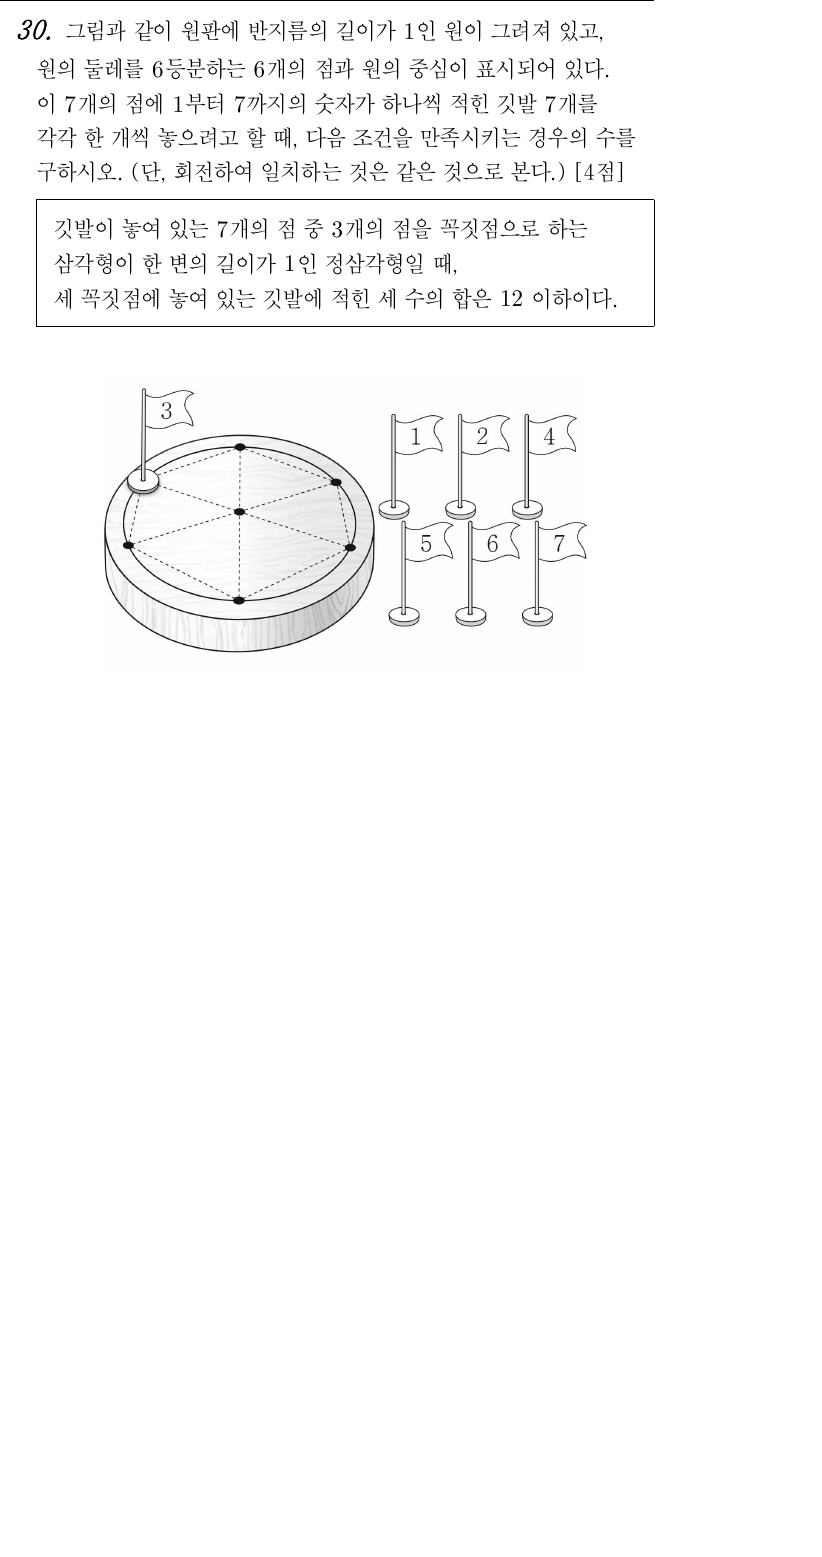 30. 그림과 같이 원판에 반지름의 길이가 1인 원이 그려져 있고,
원의 둘레를 6등분하는 6개의 점과 원의 중심이 표시되어 있다.
이 7개의 점에 1부터 7까지의 숫자가 하나씩 적힌 깃발 7개를
각각 한 개씩 놓으려고 할 때, 다음 조건을 만족시키는 경우의 수를
구하시오. (단, 회전하여 일치하는 것은 같은 것으로 본다.) [4점]
깃발이 놓여 있는 7개의 점 중 3개의 점을 꼭짓점으로 하는
삼각형이 한 변의 길이가 1인 정삼각형일 때,
세 꼭짓점에 놓여 있는 깃발에 적힌 세 수의 합은 12 이하이다.
3
1 2 4
5 6 7